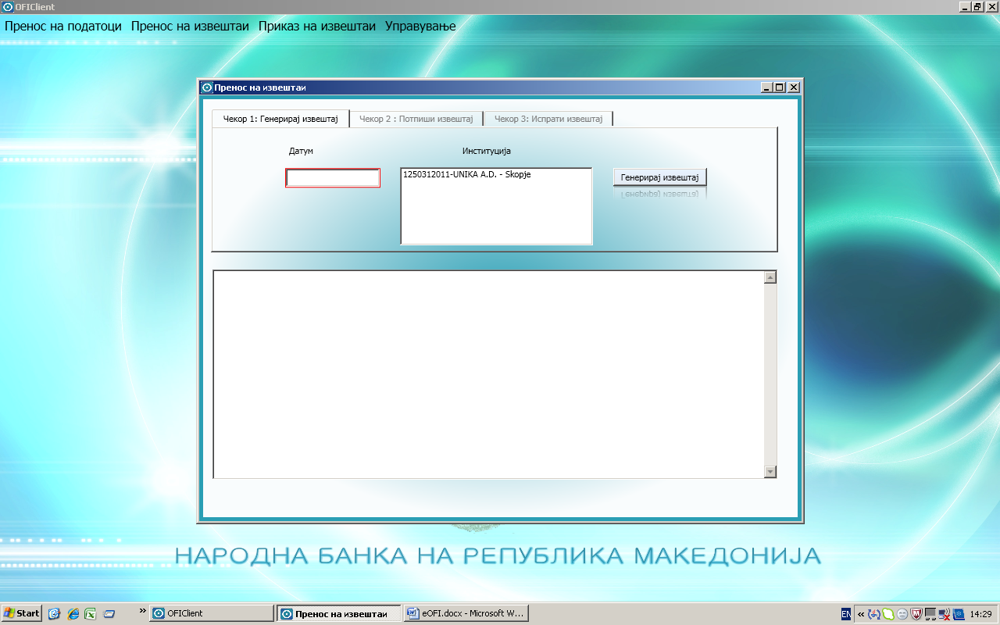 OFIClient
Пренос на податоци Пренос на извештаи Приказ на извештаи Управување
Пренос на извештаи
Чекор 1: Генерирај извештај Чекор 2 : Потпиши извештај Чекор 3: Испрати извештај
Датум Институција
1250312011-UNIKA A.D. - Skopje Генерирај извештај
НАРОДНА БАНКА НА РЕПУБЛИКА МАКЕДОНИЈА
Start » OFIClient Пренос на извештаи eOFI.docx - Microsoft W... EN « 14:29